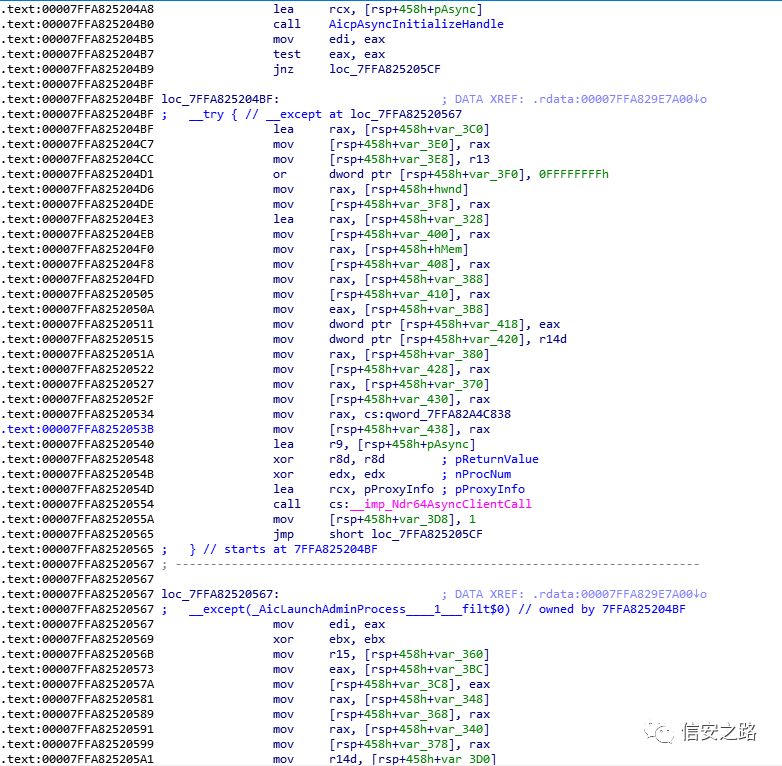 .text:00007FFA825204A8 lea rcx, [rsp+458h+pAsync]
.text:00007FFA825204B0 call AicpAsyncInitializeHandle
.text:00007FFA825204B5 mov edi, eax
.text:00007FFA825204B7 test eax, eax
.text:00007FFA825204B9 jnz loc_7FFA825205CF
.text:00007FFA825204BF
.text:00007FFA825204BF loc_7FFA825204BF: ; DATA XREF: .rdata:00007FFA829E7A00↓o
.text:00007FFA825204BF ; __try { // __except at loc_7FFA82520567
.text:00007FFA825204BF lea rax, [rsp+458h+var_3C0]
.text:00007FFA825204C7 mov [rsp+458h+var_3E0], rax
.text:00007FFA825204CC mov [rsp+458h+var_3E8], r13
.text:00007FFA825204D1 or dword ptr [rsp+458h+var_3F0], 0FFFFFFFFh
.text:00007FFA825204D6 mov rax, [rsp+458h+hwnd]
.text:00007FFA825204DE mov [rsp+458h+var_3F8], rax
.text:00007FFA825204E3 lea rax, [rsp+458h+var_328]
.text:00007FFA825204EB mov [rsp+458h+var_400], rax
.text:00007FFA825204F0 mov rax, [rsp+458h+hMem]
.text:00007FFA825204F8 mov [rsp+458h+var_408], rax
.text:00007FFA825204FD mov rax, [rsp+458h+var_388]
.text:00007FFA82520505 mov [rsp+458h+var_410], rax
.text:00007FFA8252050A mov eax, [rsp+458h+var_3B8]
.text:00007FFA82520511 mov dword ptr [rsp+458h+var_418], eax
.text:00007FFA82520515 mov dword ptr [rsp+458h+var_420], r14d
.text:00007FFA8252051A mov rax, [rsp+458h+var_380]
.text:00007FFA82520522 mov [rsp+458h+var_428], rax
.text:00007FFA82520527 mov rax, [rsp+458h+var_370]
.text:00007FFA8252052F mov [rsp+458h+var_430], rax
.text:00007FFA82520534 mov rax, cs:qword_7FFA82A4C838
.text:00007FFA8252053B mov [rsp+458h+var_438], rax
.text:00007FFA82520540 lea r9, [rsp+458h+pAsync]
.text:00007FFA82520548 xor r8d, r8d ; pReturnValue
.text:00007FFA8252054B xor edx, edx ; nProcNum
.text:00007FFA8252054D lea rcx, pProxyInfo ; pProxyInfo
.text:00007FFA82520554 call cs:__imp_Ndr64AsyncClientCall
.text:00007FFA8252055A mov [rsp+458h+var_3D8], 1
.text:00007FFA82520565 jmp short loc_7FFA825205CF
.text:00007FFA82520565 ; } // starts at 7FFA825204BF
.text:00007FFA82520567 ; ---------------------------------------------------------------------------
.text:00007FFA82520567
.text:00007FFA82520567 loc_7FFA82520567: ; DATA XREF: .rdata:00007FFA829E7A00↓o
.text:00007FFA82520567 ; __except(_AicLaunchAdminProcess____1___filt$0) // owned by 7FFA825204BF
.text:00007FFA82520567 mov edi, eax
.text:00007FFA82520569 xor ebx, ebx
.text:00007FFA8252056B mov r15, [rsp+458h+var_360]
.text:00007FFA82520573 mov eax, [rsp+458h+var_3BC]
.text:00007FFA8252057A mov [rsp+458h+var_3C8], eax
.text:00007FFA82520581 mov rax, [rsp+458h+var_348]
.text:00007FFA82520589 mov [rsp+458h+var_368], rax
.text:00007FFA82520591 mov rax, [rsp+458h+var_340]
.text:00007FFA82520599 mov [rsp+458h+var_378], rax
.text:00007FFA825205A1 mov r14d, [rsp+458h+var_3D0]
信安之路